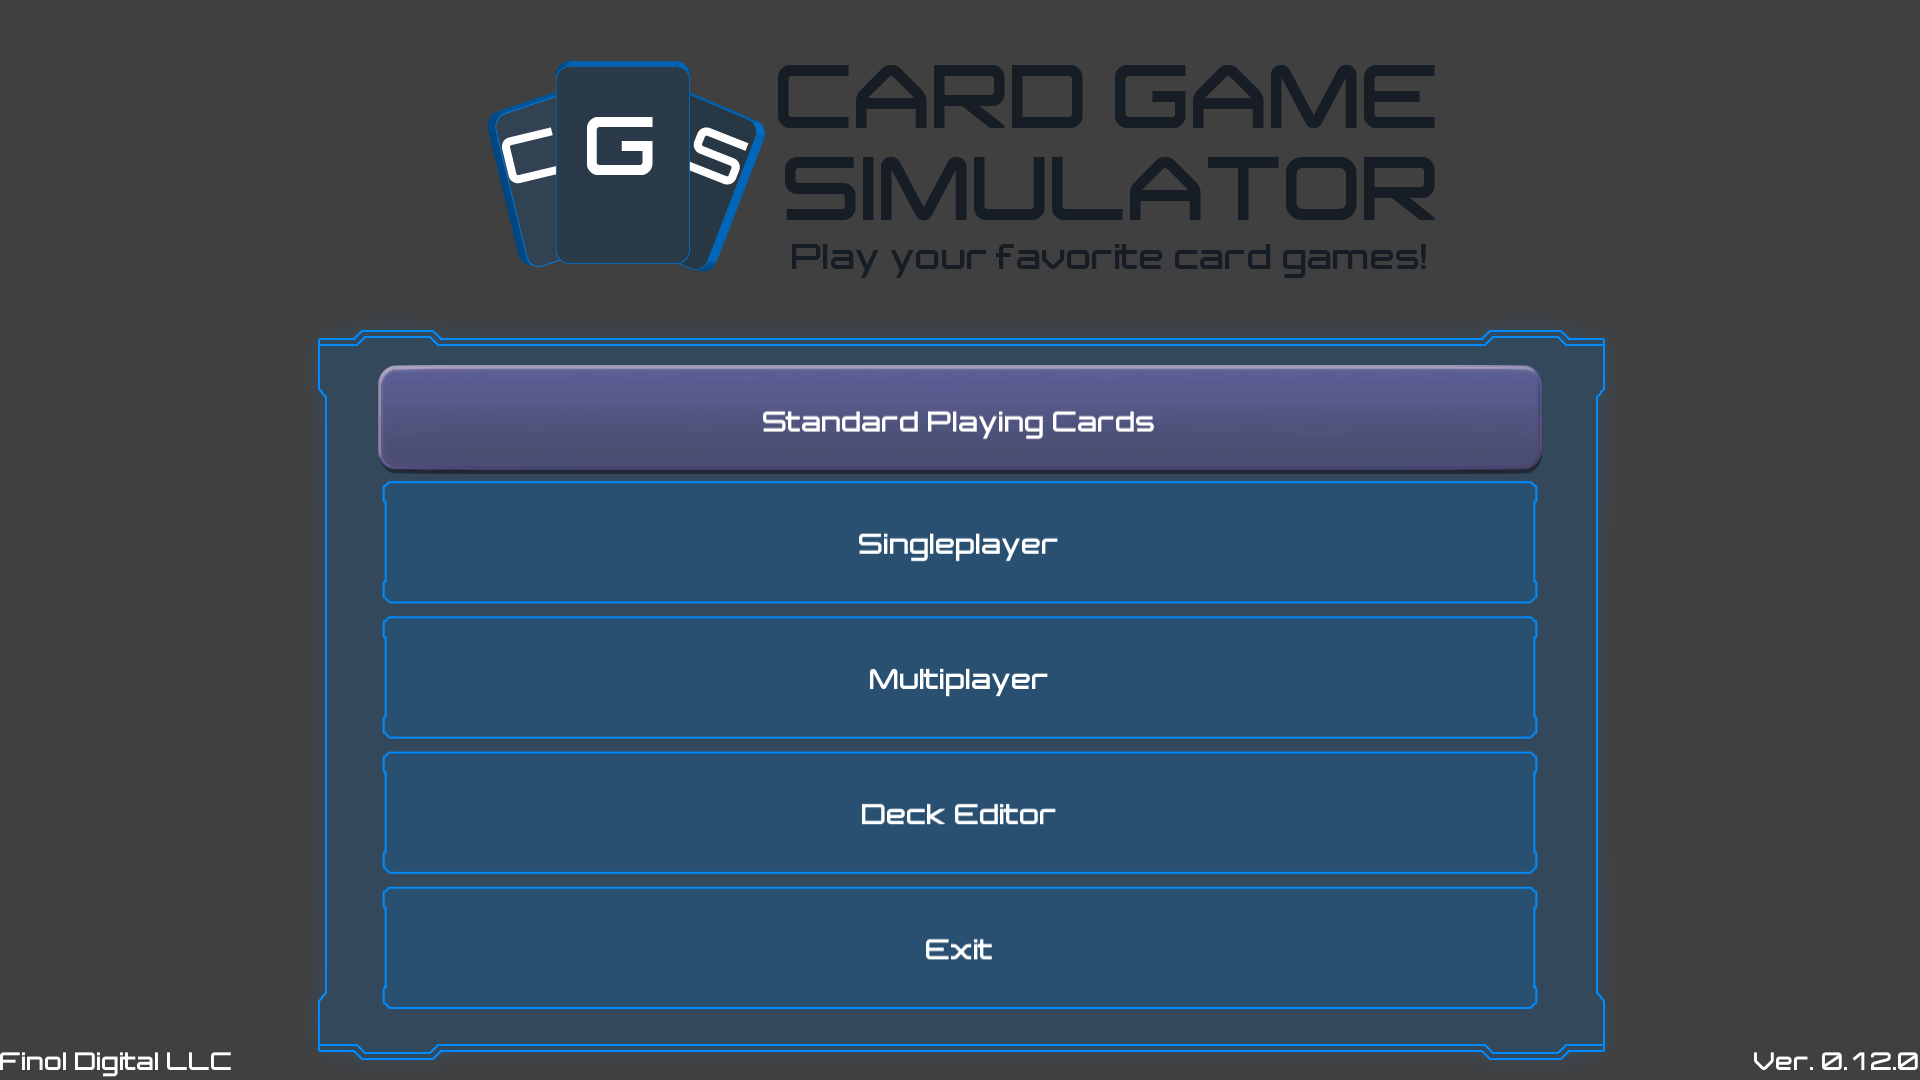 CGS
CARD GAME
SIMULATOR
Play your favorite card games!
Standard Playing Cards
Singleplayer
Multiplayer
Deck Editor
Exit
Finol Digital LLC
Ver. 0.12.0